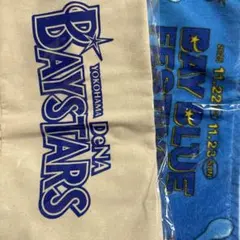 YOKOHAMA DeNA
BAYSTARS
11.22
11.23
BAY BLUE